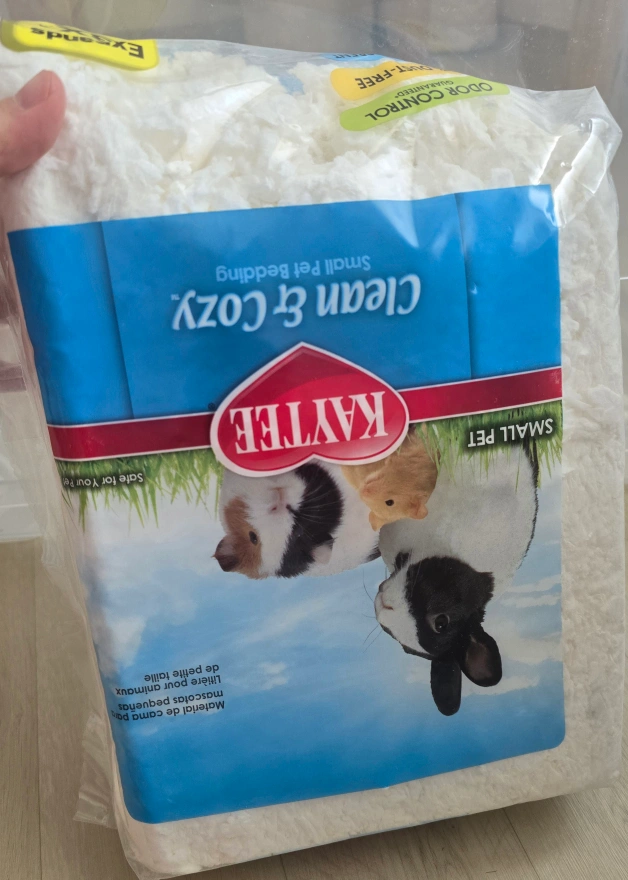 Expands
DUST-FREE
ODOR CONTROL
GUARANTEED*
Clean & Cozy™
Small Pet Bedding
KAYTEE
SMALL PET
Safe for Your Pet
Material de cama para
mascotas pequeñas
Litière pour animaux
de petite taille